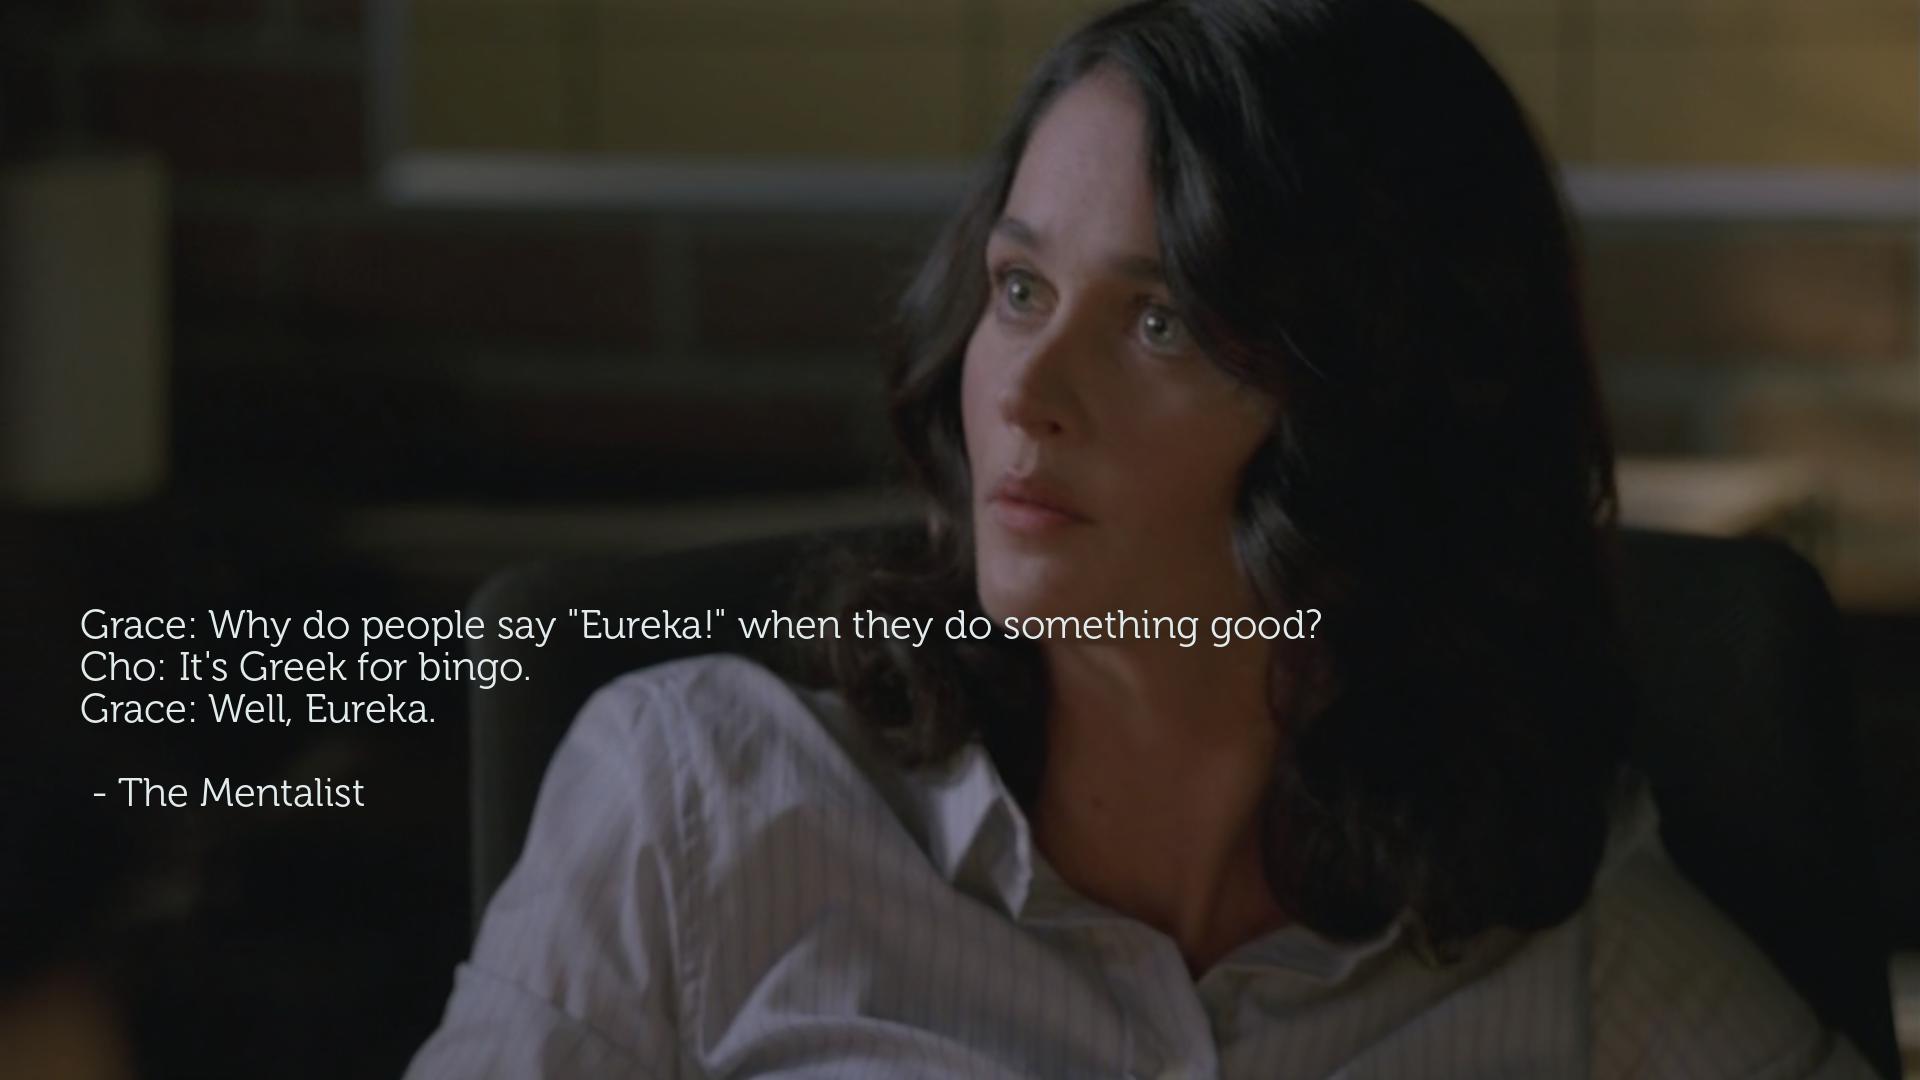 Grace: Why do people say "Eureka!" when they do something good?
Cho: It's Greek for bingo.
Grace: Well, Eureka.
- The Mentalist